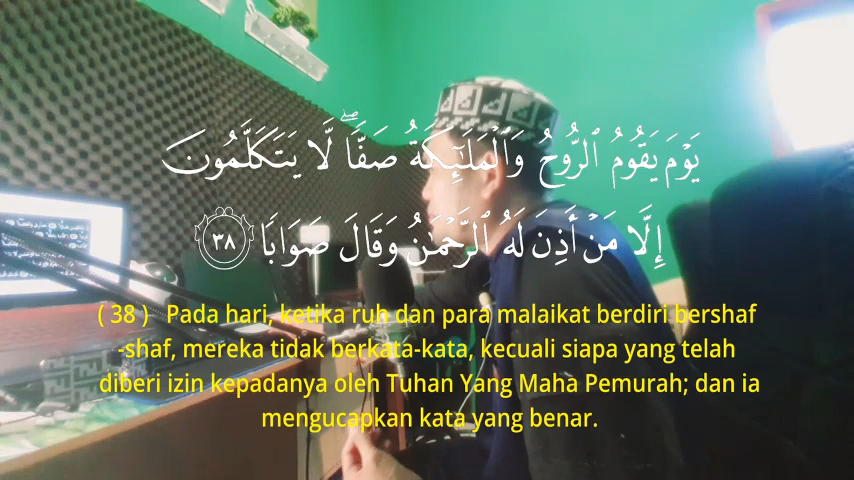 يَوْمَ يَقُومُ ٱلرُّوحُ وَٱلْمَلَـٰٓئِكَةُ صَفًّۭا ۖ لَّا يَتَكَلَّمُونَ
إِلَّا مَنْ أَذِنَ لَهُ ٱلرَّحْمَـٰنُ وَقَالَ صَوَابًۭا ٣٨
( 38 ) Pada hari, ketika ruh dan para malaikat berdiri bershaf
-shaf, mereka tidak berkata-kata, kecuali siapa yang telah
diberi izin kepadanya oleh Tuhan Yang Maha Pemurah; dan ia
mengucapkan kata yang benar.